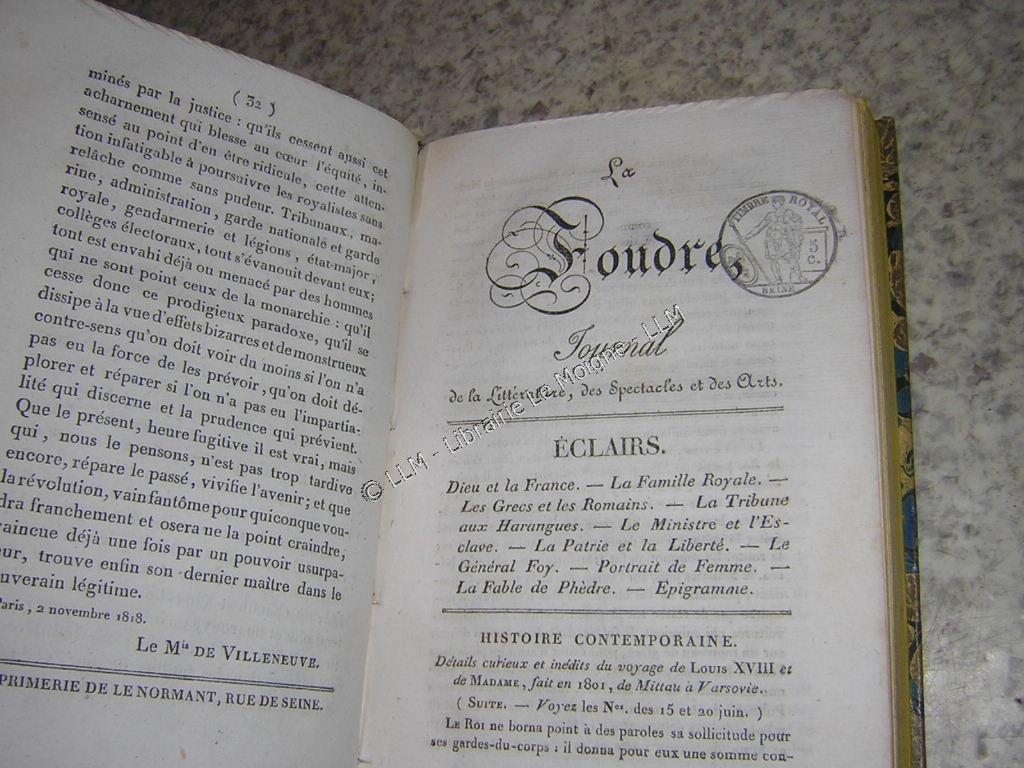 ( 32 )
minés par la justice : qu'ils cessent aussi cet
acharnement qui blesse au cœur l'équité, in-
sensé au point d'en être ridicule, cette atten-
tion infatigable à poursuivre les royalistes sans
relâche comme sans pudeur. Tribunaux, ma-
rine, administration, garde nationale et garde
royale, gendarmerie et légions, état-major,
collèges électoraux, tout s'évanouit devant eux;
tout est envahi déjà ou menacé par des hommes
qui ne sont point ceux de la monarchie : qu'il
cesse donc ce prodigieux paradoxe, qu'il se
dissipe à la vue d'effets bizarres et de monstrueux
contre-sens qu'on doit voir du moins si l'on n'a
pas eu la force de les prévoir, qu'on doit dé-
plorer et réparer si l'on n'a pas eu l'impartia-
lité qui discerne et la prudence qui prévient.
Que le présent, heure fugitive il est vrai, mais
qui, nous le pensons, n'est pas trop tardive
encore, répare le passé, vivifie l'avenir; et que
la révolution, vain fantôme pour quiconque vou-
dra franchement et osera ne la point craindre,
vaincue déjà une fois par un pouvoir usurpa-
eur, trouve enfin son dernier maître dans le
uverain légitime.
Paris, 2 novembre 1818.
Le Mis DE VILLENEUVE.
PRIMERIE DE LE NORMANT, RUE DE SEINE.
La
Foudre,
TIMBRE ROYAL
5
C.
SEINE
Journal
de la Littérature, des Spectacles et des Arts.
ÉCLAIRS.
Dieu et la France. — La Famille Royale. —
Les Grecs et les Romains. — La Tribune
aux Harangues. — Le Ministre et l'Es-
clave. — La Patrie et la Liberté. — Le
Général Foy. — Portrait de Femme. —
La Fable de Phèdre. — Epigramme.
HISTOIRE CONTEMPORAINE.
Détails curieux et inédits du voyage de LOUIS XVIII et
de MADAME, fait en 1801, de Mittau à Varsovie.
( SUITE. — Voyez les Nos. des 15 et 20 juin. )
LE ROI ne borna point à des paroles sa sollicitude pour
ses gardes-du-corps : il donna pour eux une somme con-
© LLM - Librairie Le Moigne - LLM